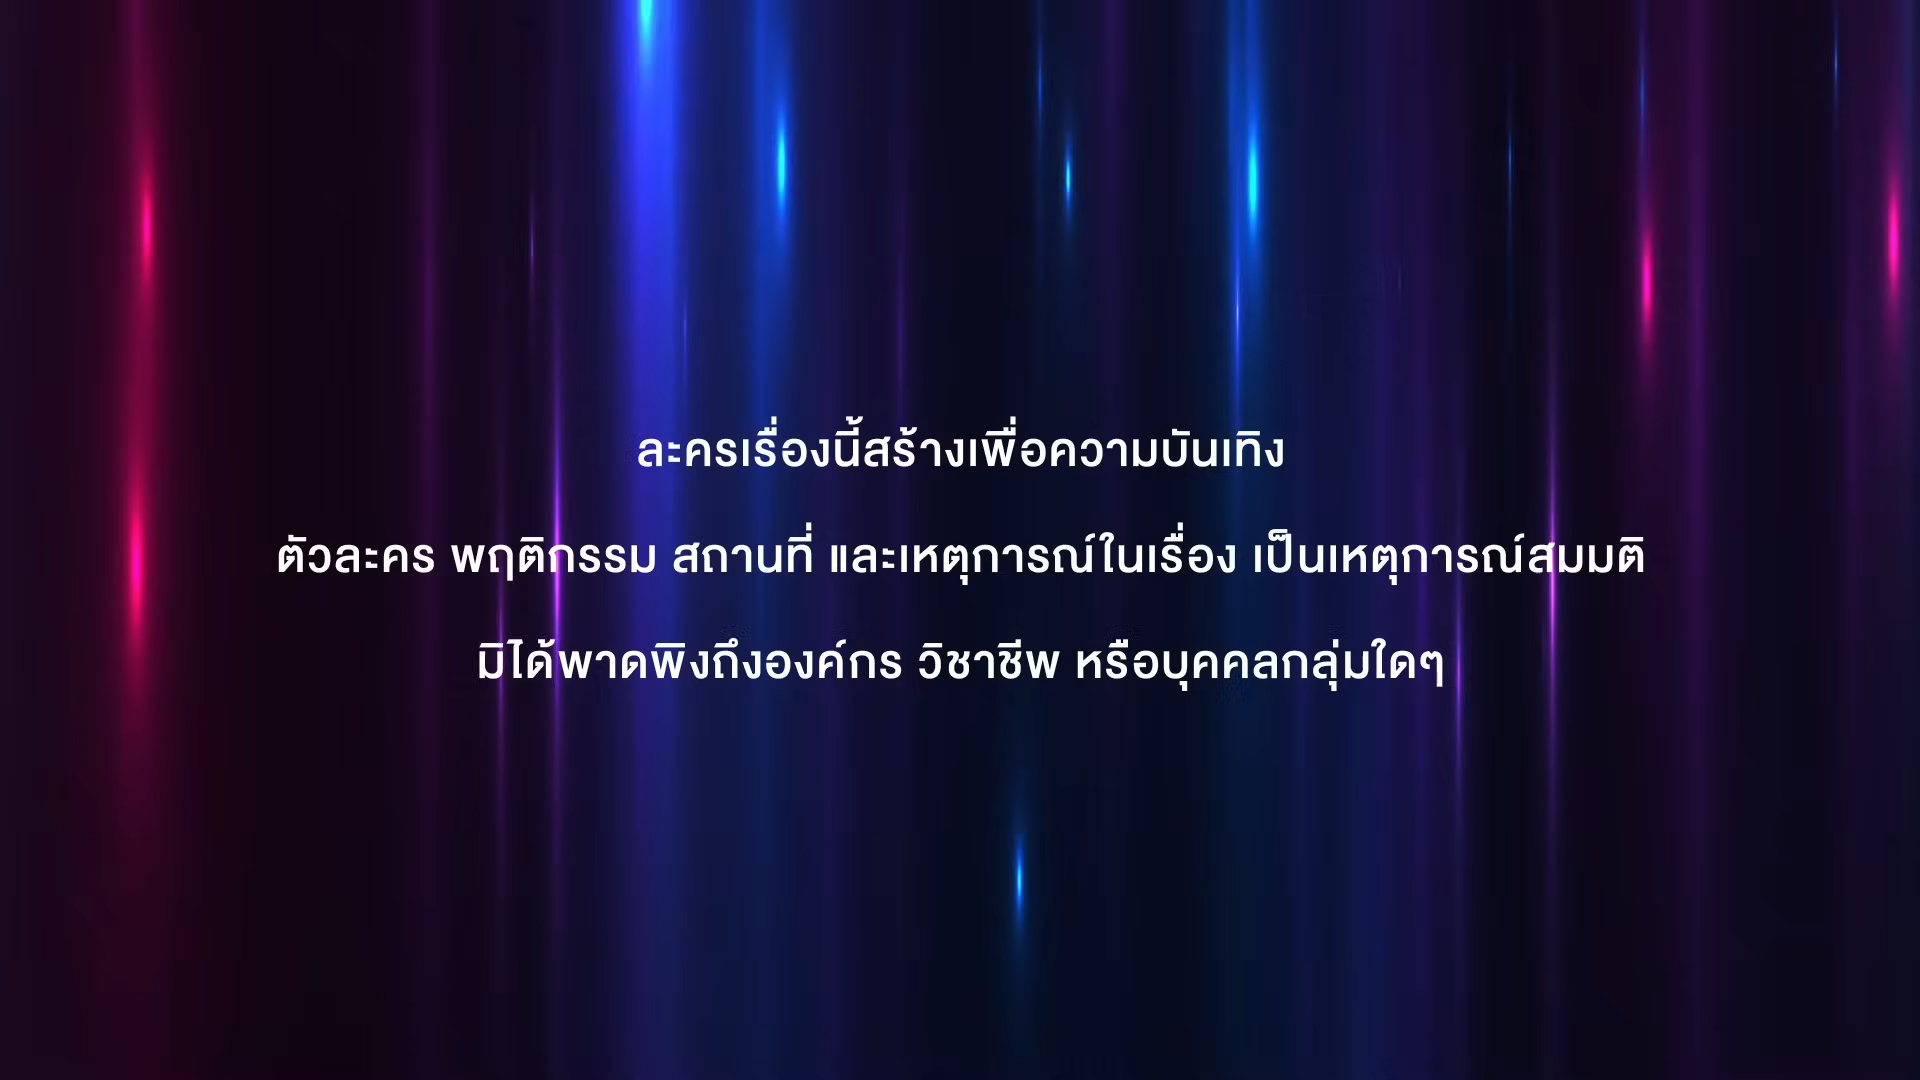 ละครเรื่องนี้สร้างเพื่อความบันเทิง
ตัวละคร พฤติกรรม สถานที่ และเหตุการณ์ในเรื่อง เป็นเหตุการณ์สมมติ
มิได้พาดพิงถึงองค์กร วิชาชีพ หรือบุคคลกลุ่มใดๆ